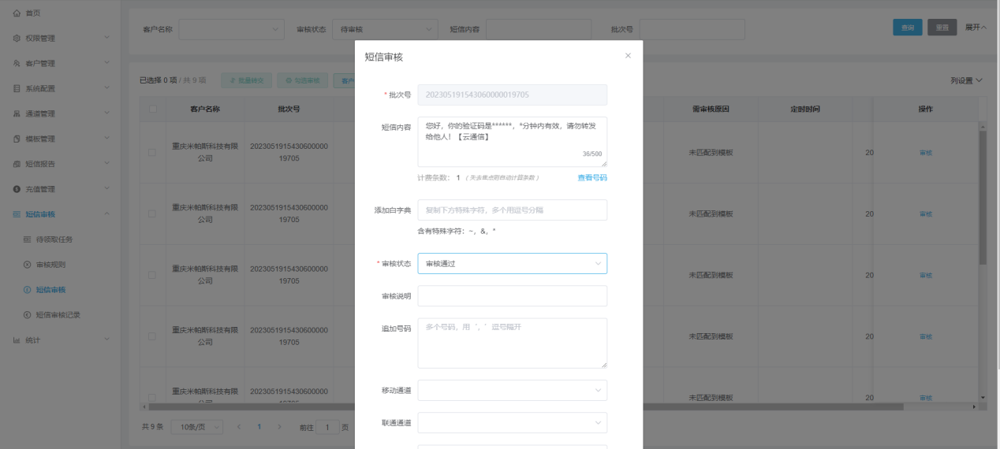 首页
权限管理
客户管理
系统配置
通道管理
模板管理
短信报告
充值管理
短信审核
待领取任务
审核规则
短信审核
短信审核记录
统计
客户名称
审核状态 待审核
短信内容
批次号
查询 重置 展开
已选择 0 项 / 共 9 项 批量转交 勾选审核 客户
列设置
客户名称 批次号 需审核原因 定时时间 操作
重庆米帕斯科技有限公司 202305191543060000019705 未匹配到模板 20 审核
重庆米帕斯科技有限公司 202305191543060000019705 未匹配到模板 20 审核
重庆米帕斯科技有限公司 202305191543060000019705 未匹配到模板 20 审核
重庆米帕斯科技有限公司 202305191543060000019705 未匹配到模板 20 审核
重庆米帕斯科技有限 2023051915430600000 未匹配到模板 20 审核
共 9 条 10条/页 1 前往 1 页
短信审核
* 批次号 202305191543060000019705
短信内容 您好，你的验证码是******，*分钟内有效，请勿转发
给他人！【云通信】
36/500
计费条数： 1 （失去焦点则自动计算条数） 查看号码
添加白字典 复制下方特殊字符，多个用逗号分隔
含有特殊字符：~，&，*
* 审核状态 审核通过
审核说明
追加号码 多个号码，用 '，' 逗号隔开
移动通道
联通通道